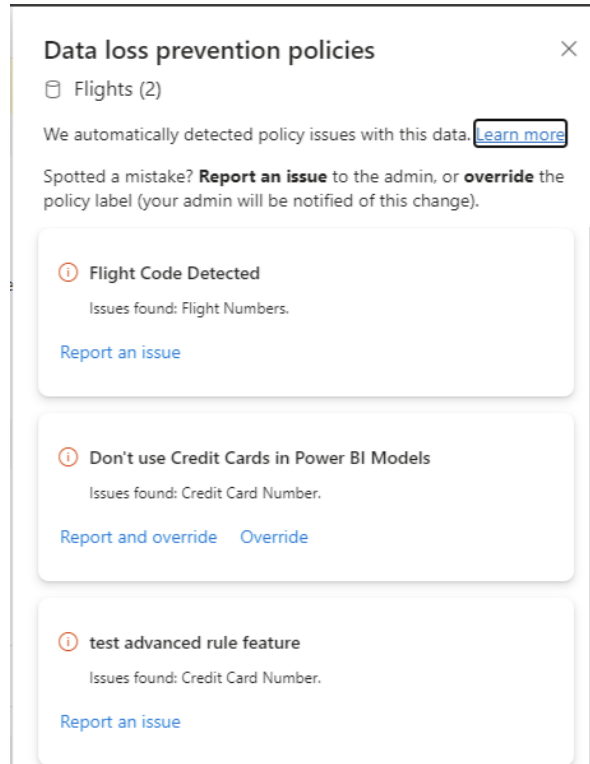 Data loss prevention policies
Flights (2)
We automatically detected policy issues with this data. Learn more
Spotted a mistake? Report an issue to the admin, or override the
policy label (your admin will be notified of this change).
Flight Code Detected
Issues found: Flight Numbers.
Report an issue
Don't use Credit Cards in Power BI Models
Issues found: Credit Card Number.
Report and override Override
test advanced rule feature
Issues found: Credit Card Number.
Report an issue